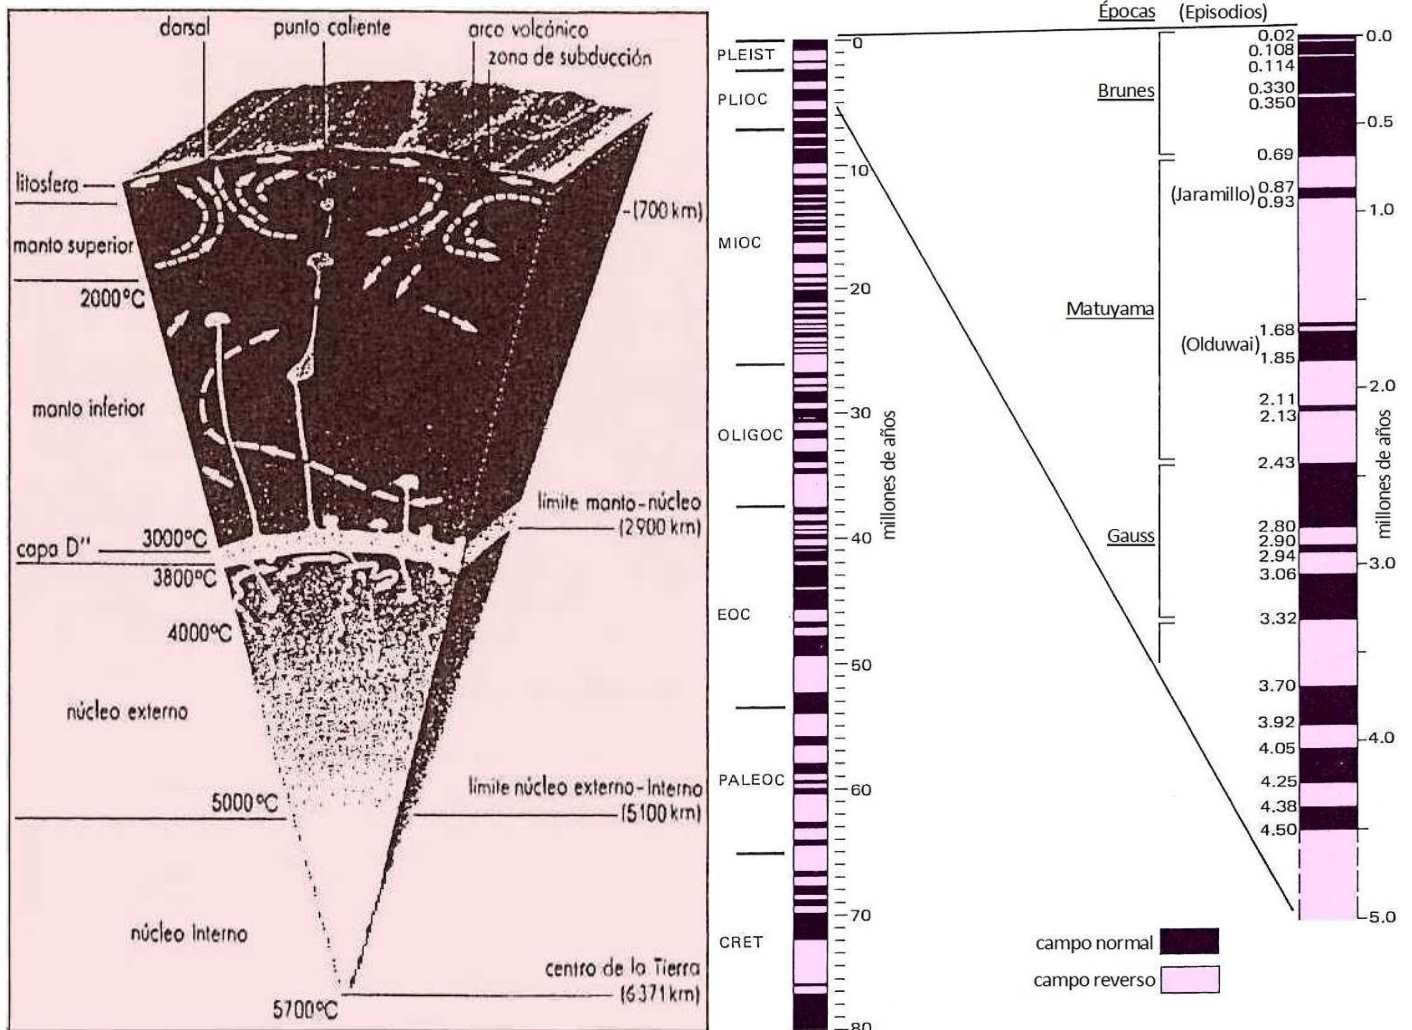 dorsal
punto caliente
arco volcánico
zona de subducción
litosfera
manto superior
2000ºC
manto inferior
3000ºC
capa D''
3800ºC
4000ºC
núcleo externo
5000ºC
núcleo interno
5700ºC
(700 km)
límite manto-núcleo
(2900 km)
límite núcleo externo-interno
(5100 km)
centro de la Tierra
(6371 km)
PLEIST
PLIOC
MIOC
OLIGOC
EOC
PALEOC
CRET
0
10
20
30
40
50
60
70
80
millones de años
Épocas (Episodios)
Brunes
Matuyama
Gauss
(Jaramillo)
(Olduwai)
0.02
0.108
0.114
0.330
0.350
0.69
0.87
0.93
1.68
1.85
2.11
2.13
2.43
2.80
2.90
2.94
3.06
3.32
3.70
3.92
4.05
4.25
4.38
4.50
0.0
0.5
1.0
2.0
3.0
4.0
5.0
millones de años
campo normal
campo reverso